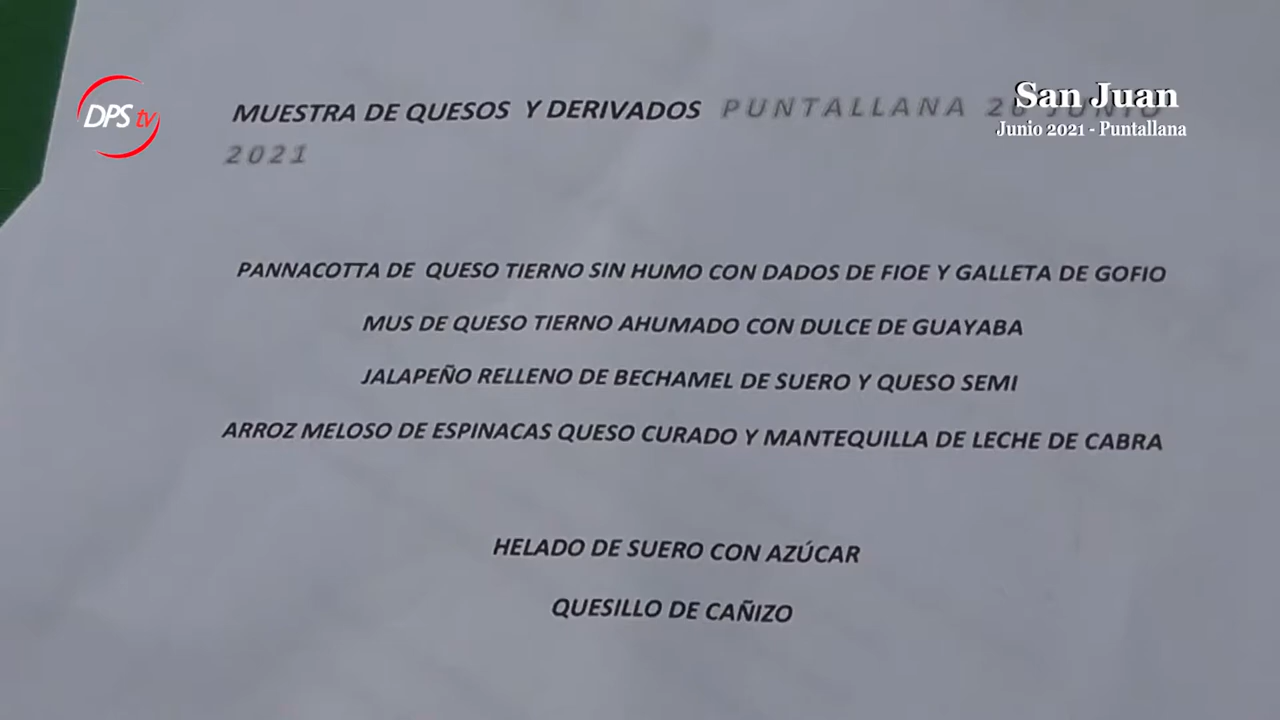 DPS tv
San Juan
Junio 2021 - Puntallana
MUESTRA DE QUESOS Y DERIVADOS PUNTALLANA JUNIO
2021
PANNACOTTA DE QUESO TIERNO SIN HUMO CON DADOS DE FIOE Y GALLETA DE GOFIO
MUS DE QUESO TIERNO AHUMADO CON DULCE DE GUAYABA
JALAPEÑO RELLENO DE BECHAMEL DE SUERO Y QUESO SEMI
ARROZ MELOSO DE ESPINACAS QUESO CURADO Y MANTEQUILLA DE LECHE DE CABRA
HELADO DE SUERO CON AZÚCAR
QUESILLO DE CAÑIZO